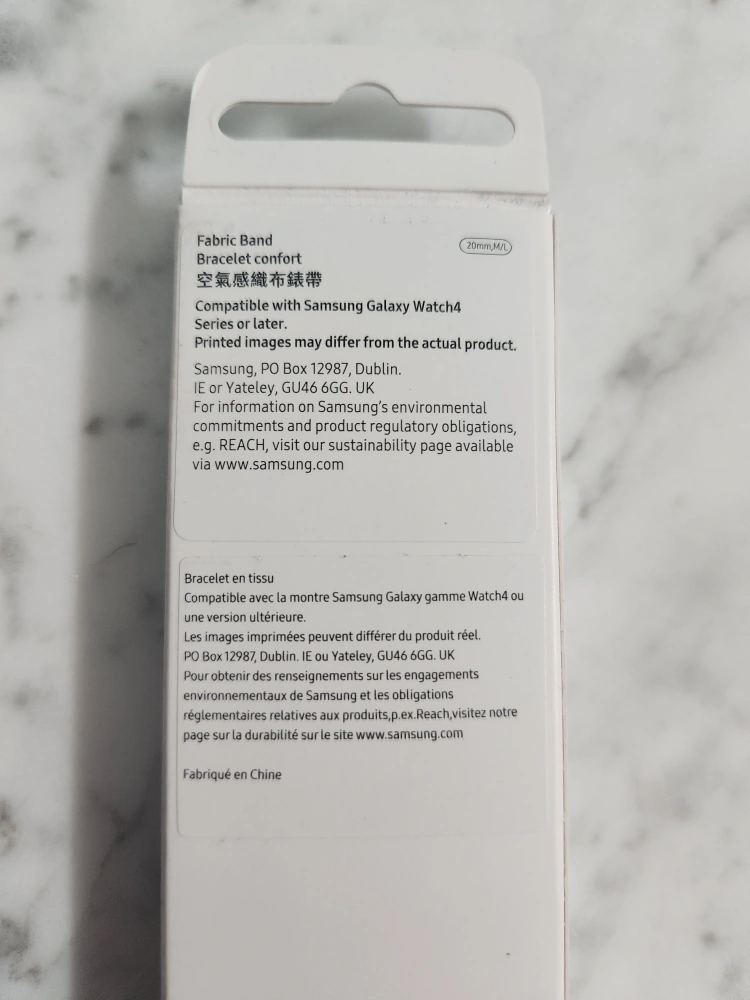 Fabric Band
20mm,M/L
Bracelet confort
空氣感織布錶帶
Compatible with Samsung Galaxy Watch4
Series or later.
Printed images may differ from the actual product.
Samsung, PO Box 12987, Dublin.
IE or Yateley, GU46 6GG. UK
For information on Samsung's environmental
commitments and product regulatory obligations,
e.g. REACH, visit our sustainability page available
via www.samsung.com
Bracelet en tissu
Compatible avec la montre Samsung Galaxy gamme Watch4 ou
une version ultérieure.
Les images imprimées peuvent différer du produit réel.
PO Box 12987, Dublin. IE ou Yateley, GU46 6GG. UK
Pour obtenir des renseignements sur les engagements
environnementaux de Samsung et les obligations
réglementaires relatives aux produits,p.ex.Reach,visitez notre
page sur la durabilité sur le site www.samsung.com
Fabriqué en Chine